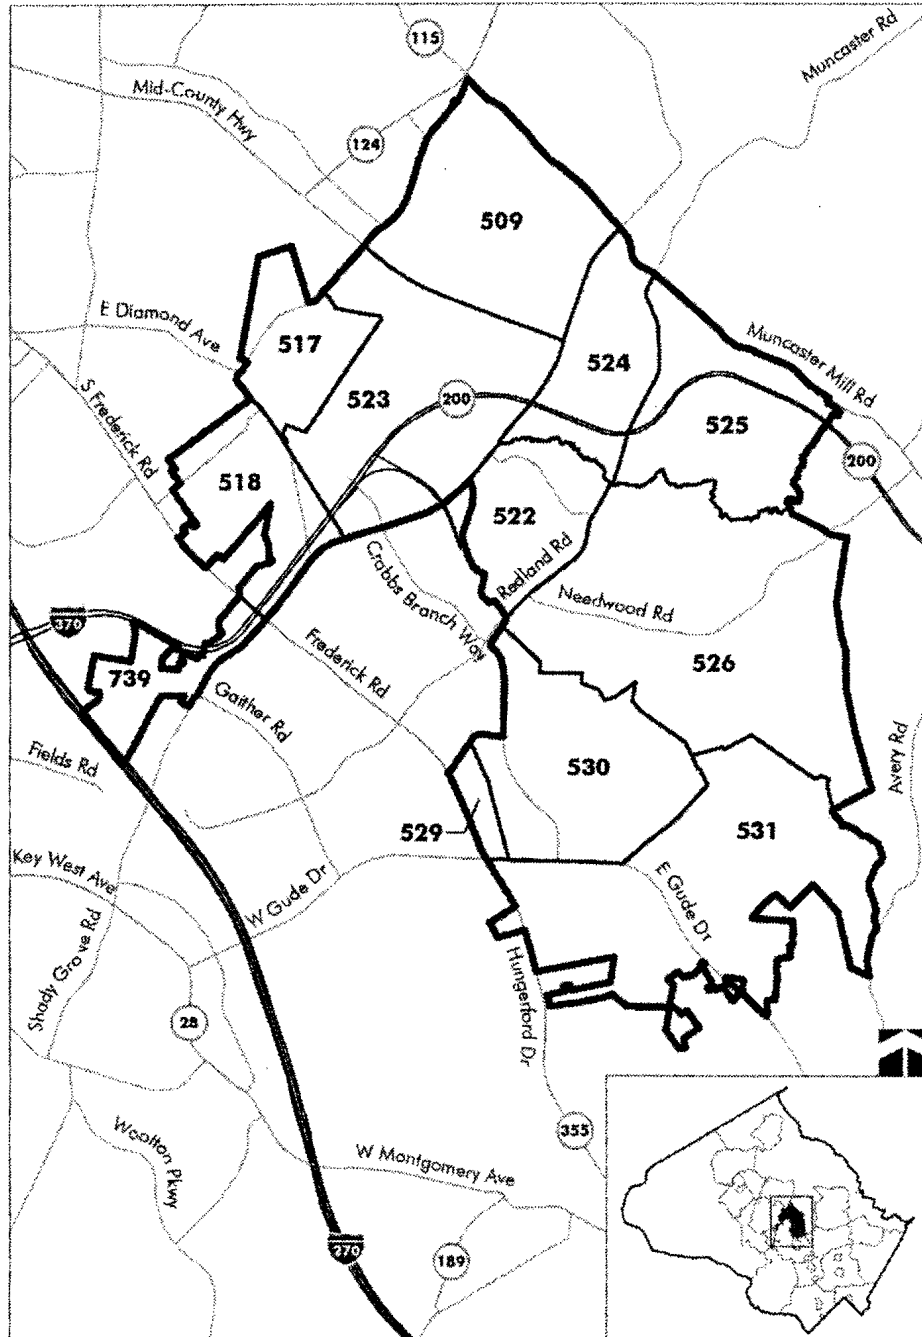 115
Muncaster Rd
Mid-County Hwy
124
509
E Diamond Ave
517
524
Muncaster Mill Rd
S Frederick Rd
523
200
525
200
518
522
Crabbs Branch Way
Redland Rd
Needwood Rd
370
Frederick Rd
526
739
Gaither Rd
Avery Rd
Fields Rd
530
529
531
Key West Ave
W Gude Dr
E Gude Dr
Shady Grove Rd
Hungerford Dr
28
355
Wootton Pkwy
W Montgomery Ave
270
189